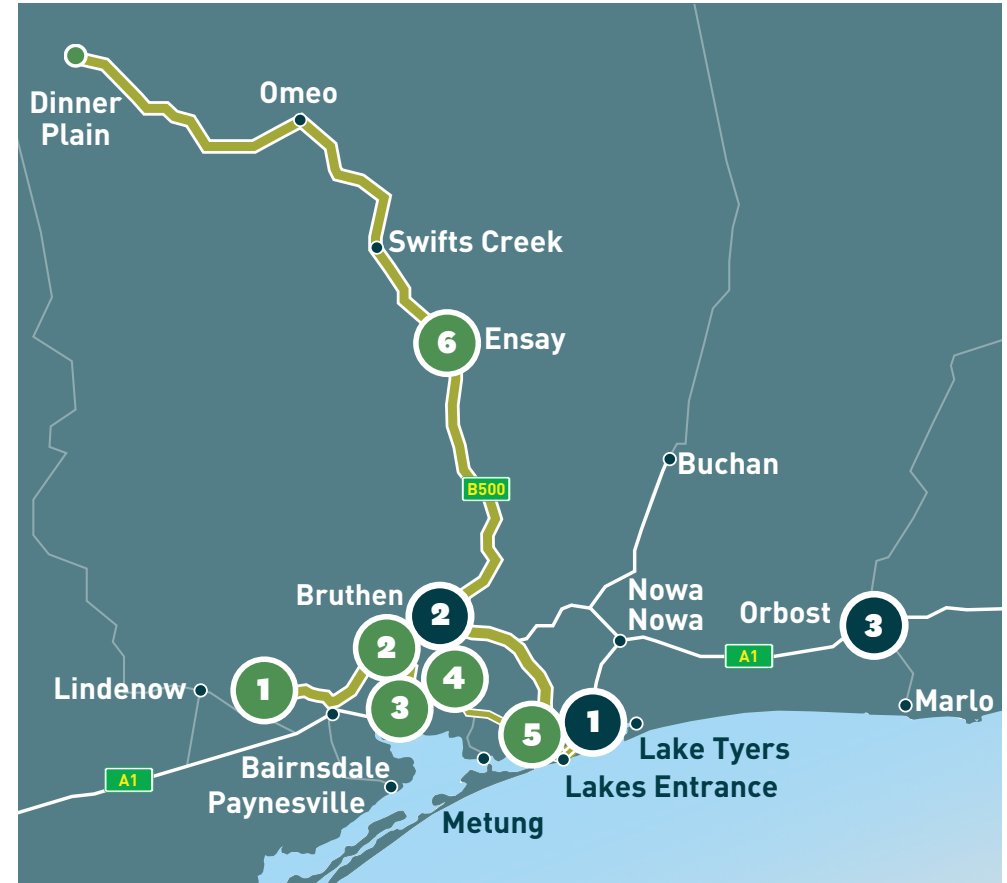 Dinner
Plain
Omeo
Swifts Creek
6
Ensay
B500
Buchan
Bruthen
2
Nowa
Nowa
Orbost
3
A1
2
4
1
3
Lindenow
5
1
Marlo
Lake Tyers
Bairnsdale
A1
Lakes Entrance
Paynesville
Metung